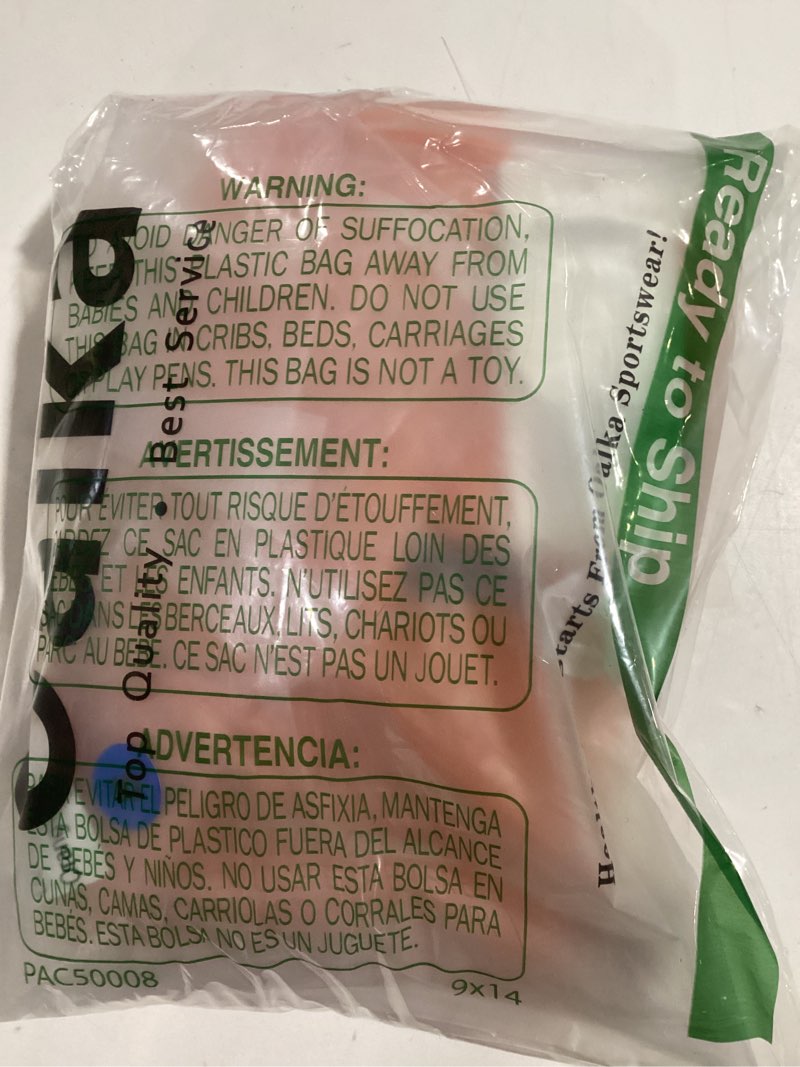 WARNING:
OID DANGER OF SUFFOCATION,
THIS PLASTIC BAG AWAY FROM
BABIES AND CHILDREN. DO NOT USE
THIS BAG IN CRIBS, BEDS, CARRIAGES
PLAY PENS. THIS BAG IS NOT A TOY.
AVERTISSEMENT:
POUR ÉVITER TOUT RISQUE D'ÉTOUFFEMENT,
CE SAC EN PLASTIQUE LOIN DES
ET LES ENFANTS. N'UTILISEZ PAS CE
SAC DANS LES BERCEAUX, LITS, CHARIOTS OU
PARC AU BEBE. CE SAC N'EST PAS UN JOUET.
ADVERTENCIA:
PARA EVITAR EL PELIGRO DE ASFIXIA, MANTENGA
ESTA BOLSA DE PLASTICO FUERA DEL ALCANCE
DE BEBÉS Y NIÑOS. NO USAR ESTA BOLSA EN
CUNAS, CAMAS, CARRIOLAS O CORRALES PARA
BEBÉS. ESTA BOLSA NO ES UN JUGUETE.
PAC50008
9x14
Top Quality • Best Service
Ready to Ship
Starts From Oalka Sportswear!